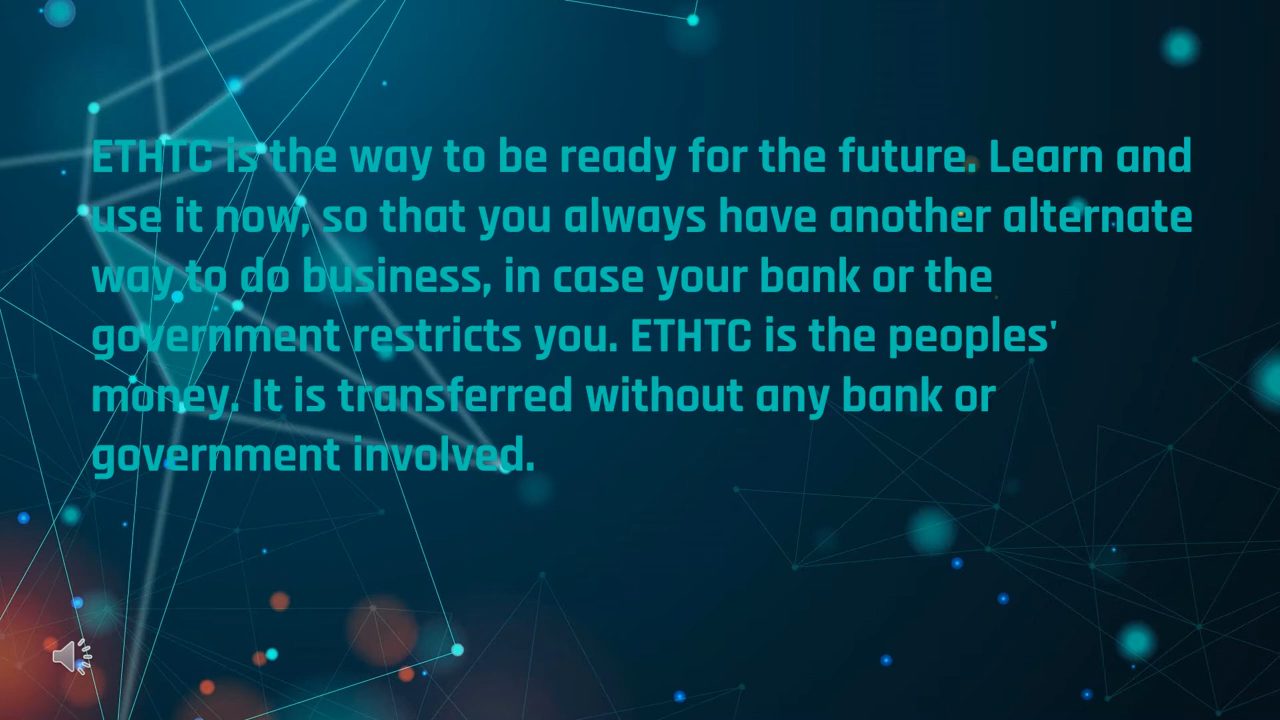 ETHTC is the way to be ready for the future. Learn and
use it now, so that you always have another alternate
way to do business, in case your bank or the
government restricts you. ETHTC is the peoples'
money. It is transferred without any bank or
government involved.